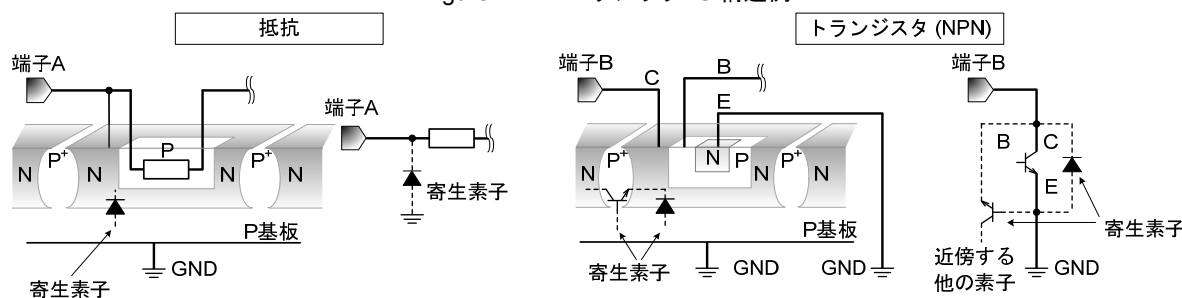 抵抗
トランジスタ (NPN)
端子A
端子A
N
P+
N
P
P+
N
寄生素子
P基板
GND
寄生素子
端子B
C
B
E
N
P+
N
P
P+
N
N
P基板
寄生素子
GND
GND
端子B
B
C
E
寄生素子
近傍する
他の素子
GND